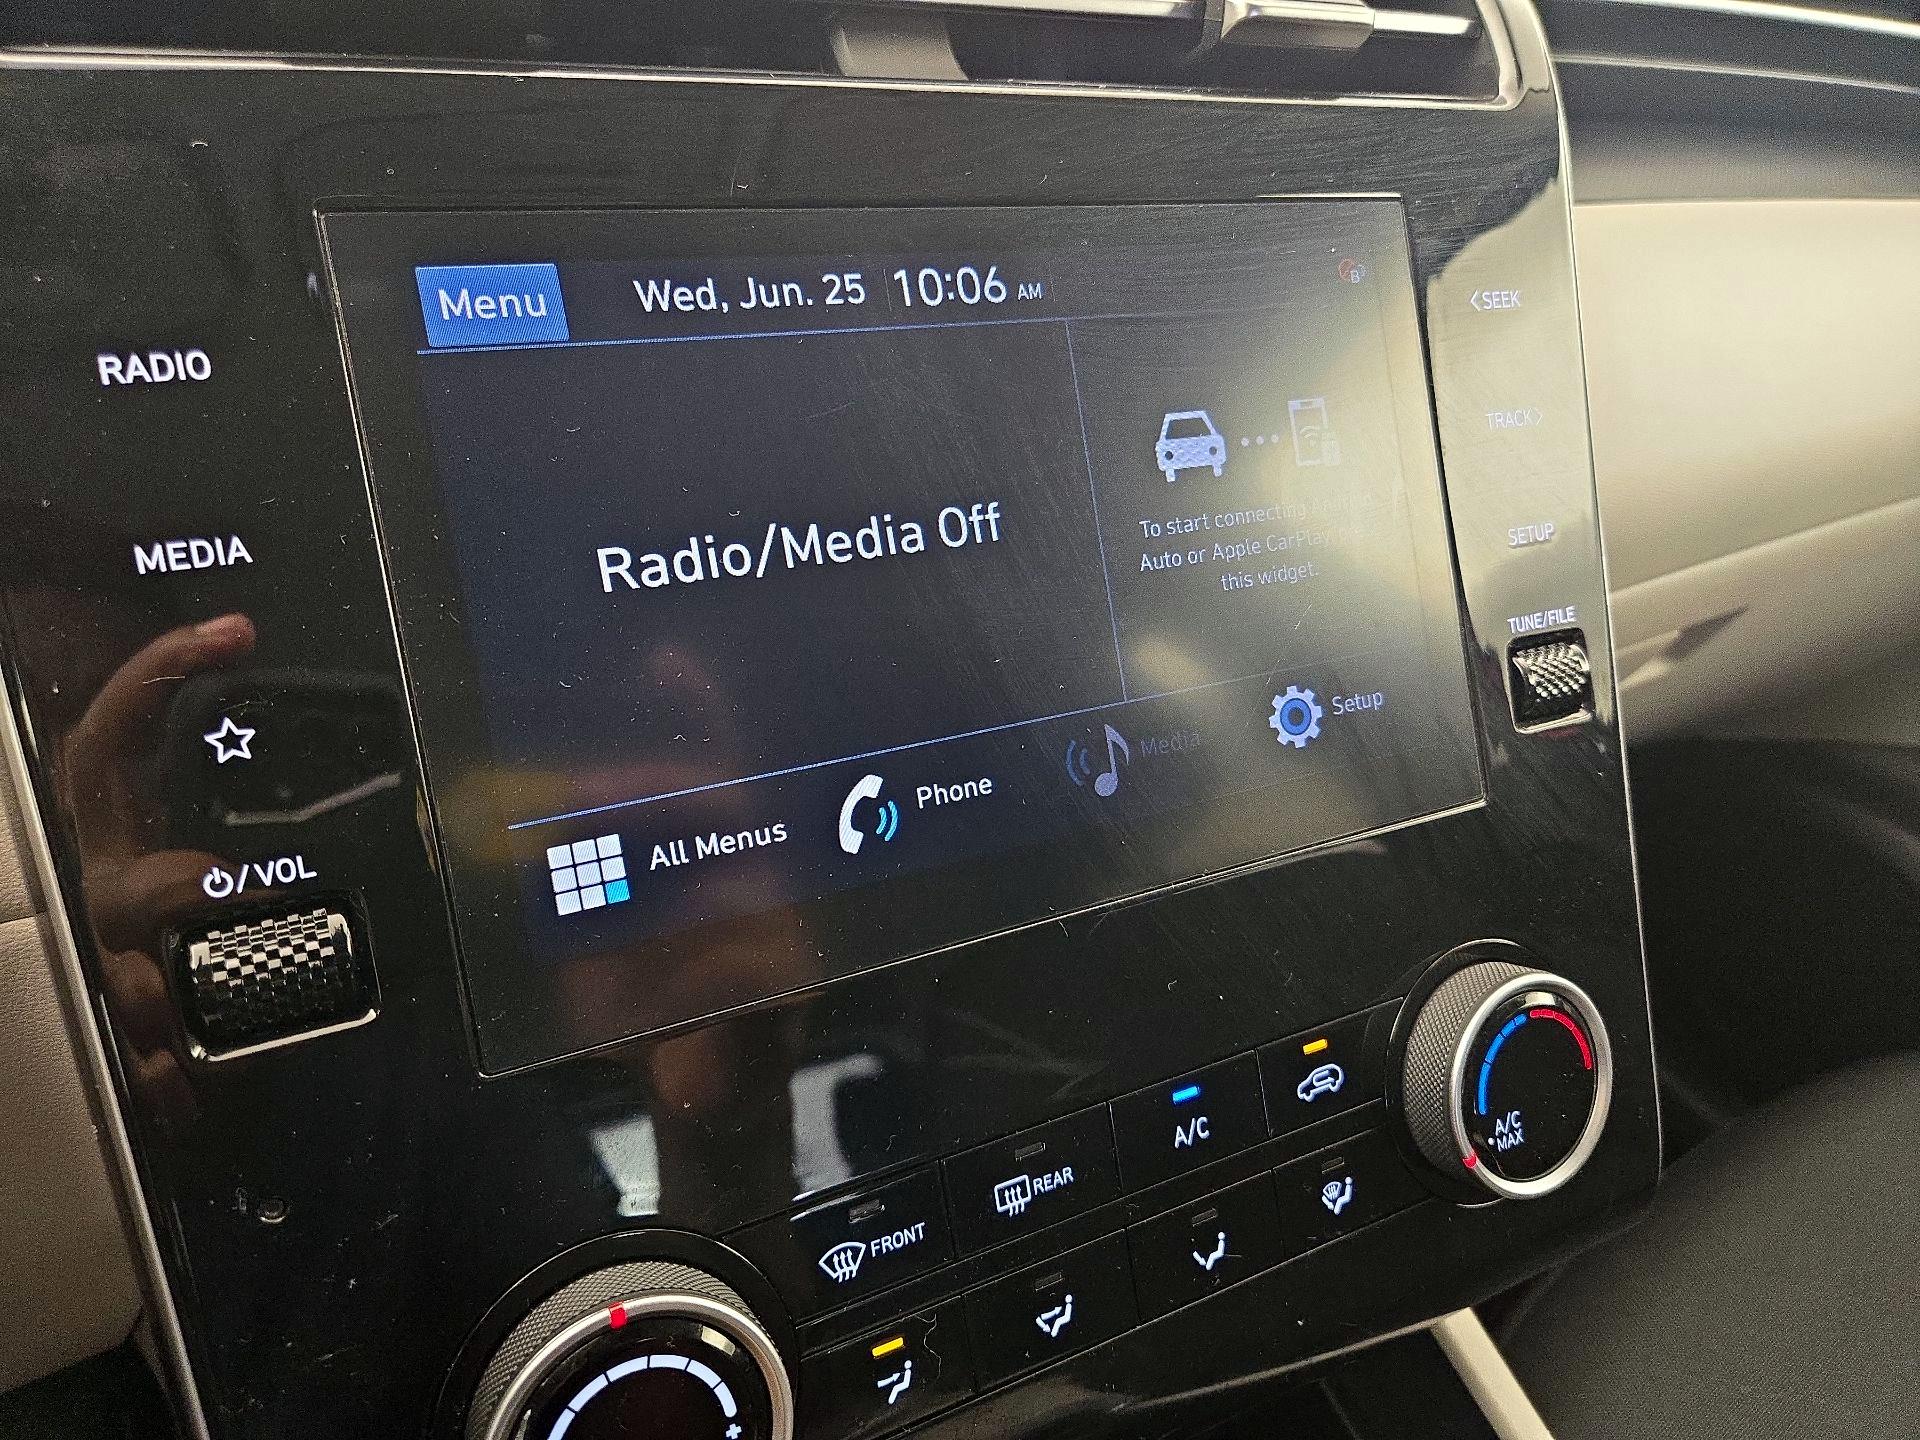 Menu
Wed, Jun. 25 10:06 AM
B
<SEEK
RADIO
TRACK>
To start connecting
Auto or Apple CarPlay
this widget.
Radio/Media Off
SETUP
MEDIA
TUNE/FILE
Setup
Media
Phone
All Menus
/VOL
A/C
MAX
A/C
REAR
FRONT
+